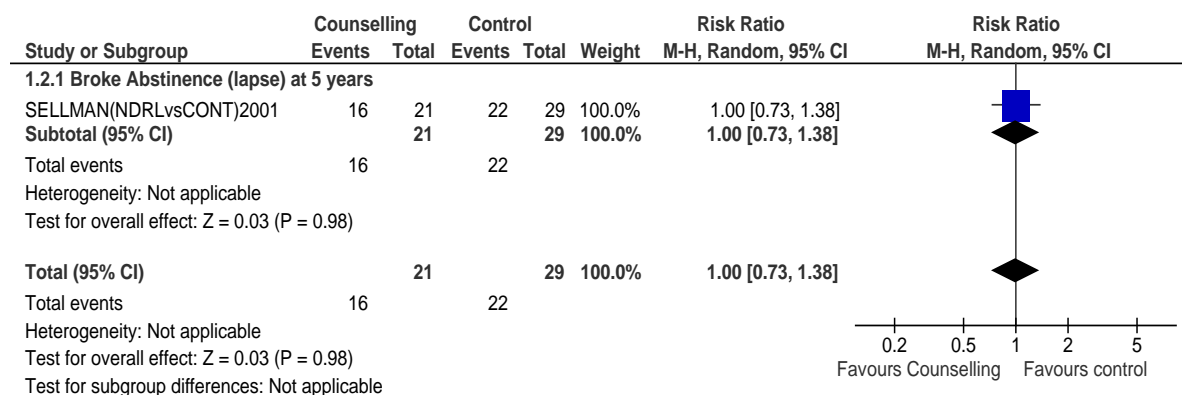 Counselling Control Risk Ratio Risk Ratio
Study or Subgroup Events Total Events Total Weight M-H, Random, 95% CI M-H, Random, 95% CI
1.2.1 Broke Abstinence (lapse) at 5 years
SELLMAN(NDRLvsCONT)2001 16 21 22 29 100.0% 1.00 [0.73, 1.38]
Subtotal (95% CI) 21 29 100.0% 1.00 [0.73, 1.38]
Total events 16 22
Heterogeneity: Not applicable
Test for overall effect: Z = 0.03 (P = 0.98)
Total (95% CI) 21 29 100.0% 1.00 [0.73, 1.38]
Total events 16 22
Heterogeneity: Not applicable
Test for overall effect: Z = 0.03 (P = 0.98)
Test for subgroup differences: Not applicable
0.2 0.5 1 2 5
Favours Counselling Favours control